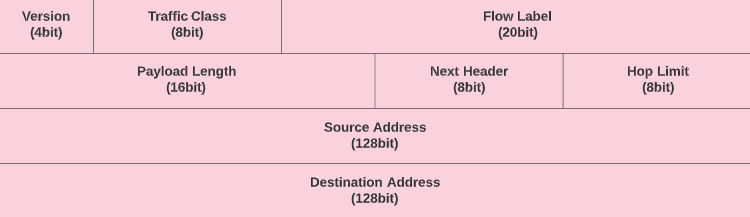 Version
(4bit)
Traffic Class
(8bit)
Flow Label
(20bit)
Payload Length
(16bit)
Next Header
(8bit)
Hop Limit
(8bit)
Source Address
(128bit)
Destination Address
(128bit)